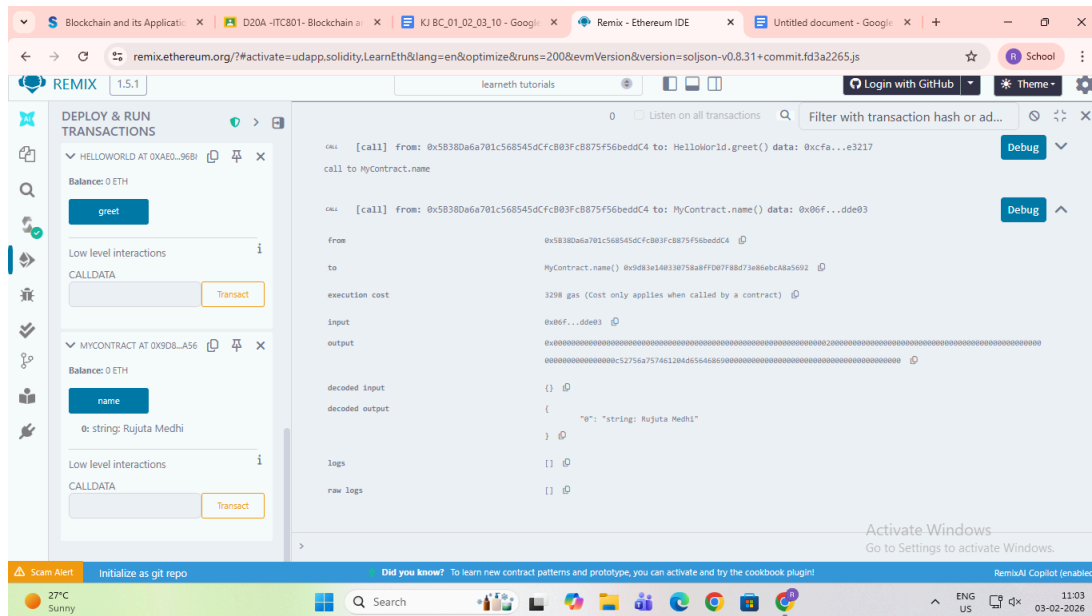 Blockchain and its Applicatio
D20A -ITC801- Blockchain a
KJ BC_01_02_03_10 - Google
Remix - Ethereum IDE
Untitled document - Google
remix.ethereum.org/?#activate=udapp,solidity,LearnEth&lang=en&optimize&runs=200&evmVersion&version=soljson-v0.8.31+commit.fd3a2265.js
R School
REMIX 1.5.1
learneth tutorials
Login with GitHub
Theme
DEPLOY & RUN
TRANSACTIONS
0
Listen on all transactions
Filter with transaction hash or ad...
HELLOWORLD AT 0XAE0...96B
Balance: 0 ETH
greet
Low level interactions
i
CALLDATA
Transact
MYCONTRACT AT 0X9D8...A56
Balance: 0 ETH
name
0: string: Rujuta Medhi
Low level interactions
i
CALLDATA
Transact
CALL [call] from: 0x5B38Da6a701c568545dCfcB03FcB875f56beddC4 to: HelloWorld.greet() data: 0xcfa...e3217
Debug
call to MyContract.name
CALL [call] from: 0x5B38Da6a701c568545dCfcB03FcB875f56beddC4 to: MyContract.name() data: 0x06f...dde03
Debug
from 0x5B38Da6a701c568545dCfcB03FcB875f56beddC4
to MyContract.name()
execution cost 3298 gas (Cost only applies when called by a contract)
input 0x06f...dde03
output
decoded input {}
decoded output {
"0": "string: Rujuta Medhi"
}
logs []
raw logs []
>
Activate Windows
Go to Settings to activate Windows.
Scam Alert
Initialize as git repo
Did you know? To learn new contract patterns and prototype, you can activate and try the cookbook plugin!
RemixAI Copilot (enabled
27°C
Sunny
Search
ENG
US
11:03
03-02-2026